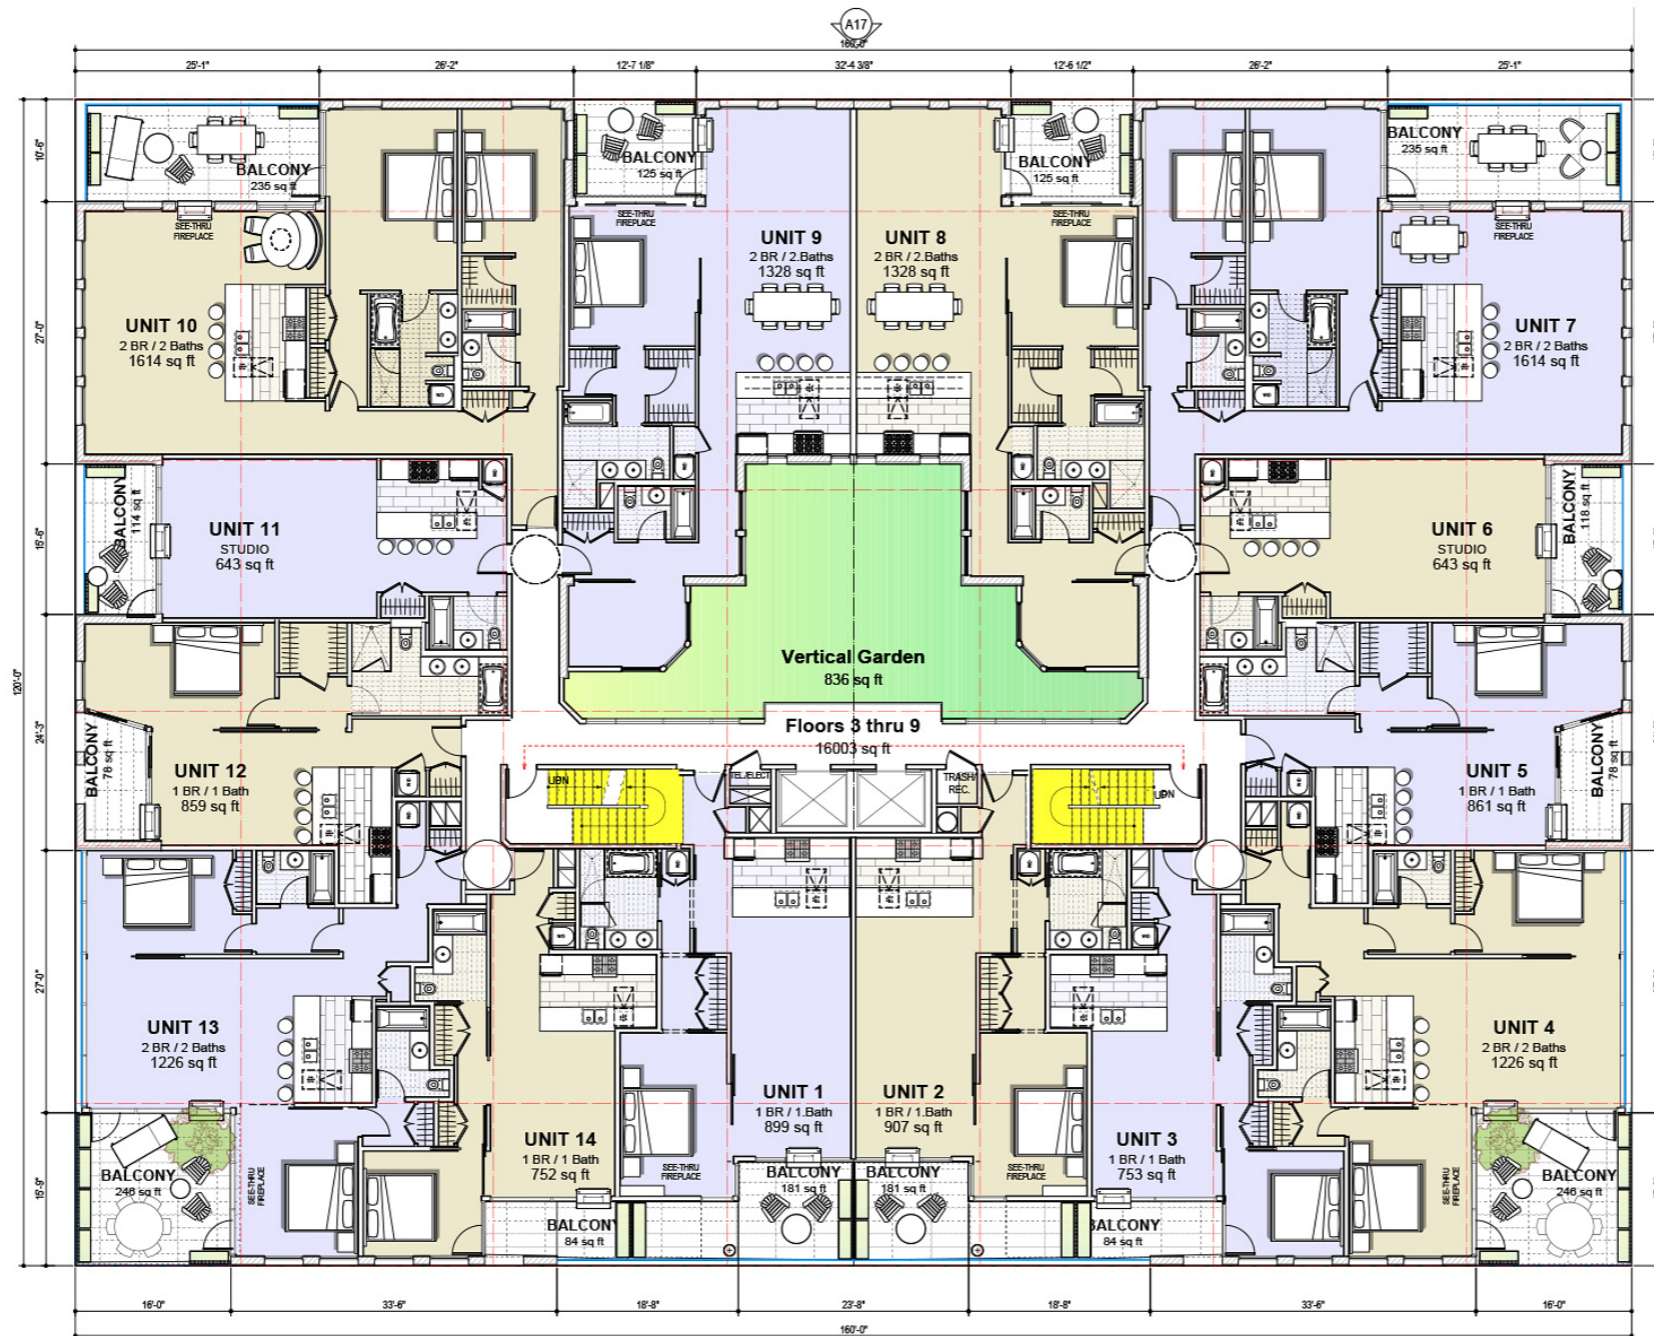 A17
160'-0"
25'-1"
26'-2"
12'-7 1/8"
32'-4 3/8"
12'-6 1/2"
26'-2"
25'-1"
10'-6"
27'-0"
15'-6"
120'-0"
24'-3"
27'-0"
15'-9"
BALCONY
235 sq ft
BALCONY
125 sq ft
BALCONY
125 sq ft
BALCONY
235 sq ft
SEE-THRU
FIREPLACE
SEE-THRU
FIREPLACE
SEE-THRU
FIREPLACE
SEE-THRU
FIREPLACE
UNIT 10
2 BR / 2 Baths
1614 sq ft
UNIT 9
2 BR / 2.Baths
1328 sq ft
UNIT 8
2 BR / 2.Baths
1328 sq ft
UNIT 7
2 BR / 2 Baths
1614 sq ft
BALCONY
114 sq ft
UNIT 11
STUDIO
643 sq ft
UNIT 6
STUDIO
643 sq ft
BALCONY
118 sq ft
Vertical Garden
836 sq ft
Floors 3 thru 9
16003 sq ft
BALCONY
78 sq ft
UNIT 12
1 BR / 1 Bath
859 sq ft
UNIT 5
1 BR / 1 Bath
861 sq ft
BALCONY
78 sq ft
TEL/ELECT
TRASH/
REC.
UNIT 13
2 BR / 2 Baths
1226 sq ft
UNIT 14
1 BR / 1 Bath
752 sq ft
UNIT 1
1 BR / 1.Bath
899 sq ft
UNIT 2
1 BR / 1.Bath
907 sq ft
UNIT 3
1 BR / 1 Bath
753 sq ft
UNIT 4
2 BR / 2 Baths
1226 sq ft
BALCONY
246 sq ft
SEE-THRU
FIREPLACE
SEE-THRU
FIREPLACE
BALCONY
181 sq ft
BALCONY
181 sq ft
SEE-THRU
FIREPLACE
SEE-THRU
FIREPLACE
BALCONY
246 sq ft
BALCONY
84 sq ft
BALCONY
84 sq ft
16'-0"
33'-6"
18'-8"
23'-8"
18'-8"
33'-6"
16'-0"
160'-0"